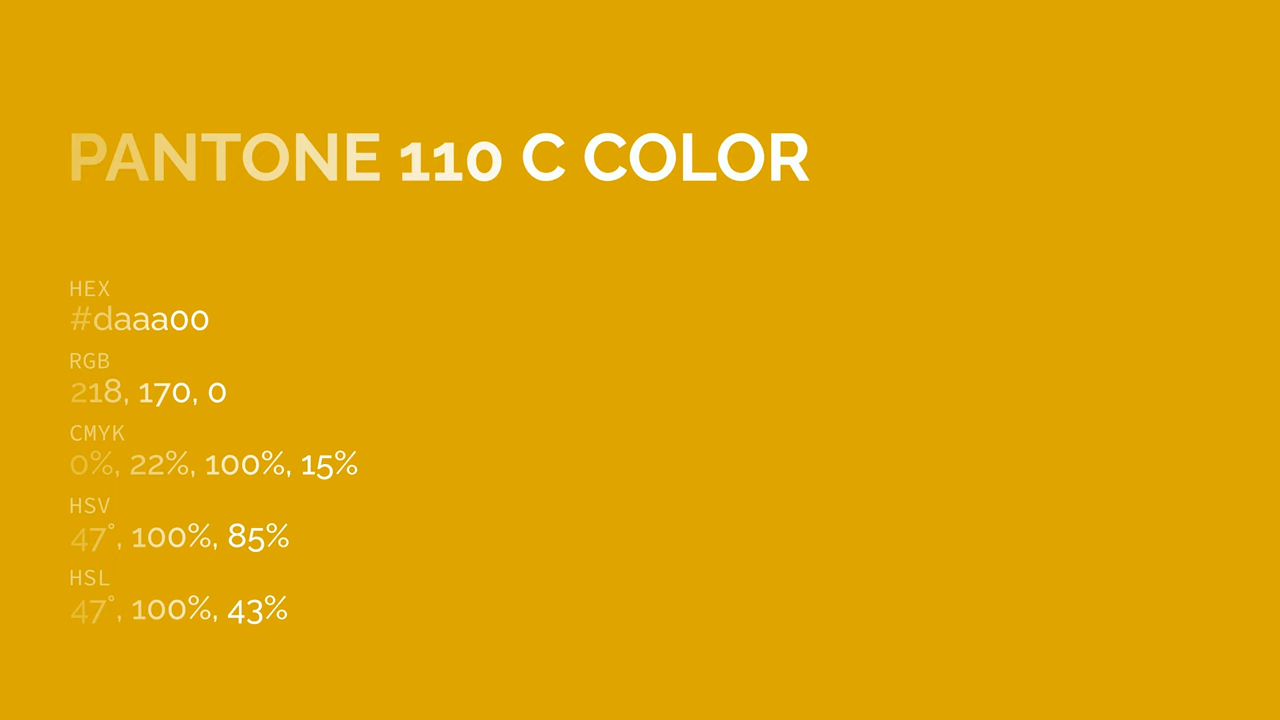 PANTONE 110 C COLOR
HEX
#daaa00
RGB
218, 170, 0
CMYK
0%, 22%, 100%, 15%
HSV
47°, 100%, 85%
HSL
47°, 100%, 43%